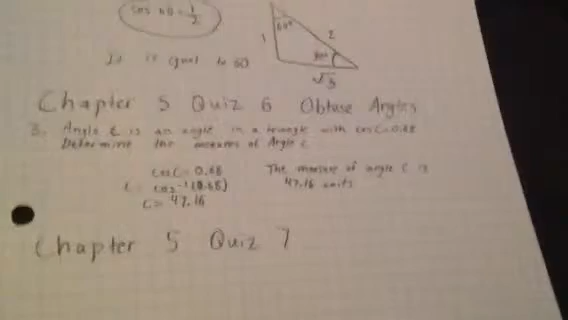 cos 60 = 1/2
60°
1
2
30°
√3
It is equal to 60
Chapter 5 Quiz 6 Obtuse Angles
3. Angle C is an angle in a triangle with cos C=0.68
Determine the measures of Angle C
cos C = 0.68
C = cos⁻¹(0.68)
C= 47.16
The measure of angle C is
47.16 units
Chapter 5 Quiz 7